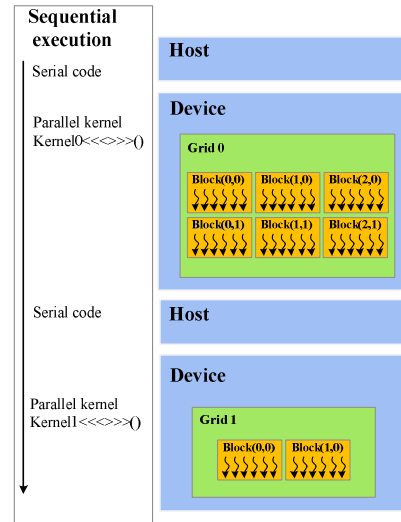 Sequential
execution
Serial code
Host
Device
Parallel kernel
Kernel0<<<>>>()
Grid 0
Block(0,0) Block(1,0) Block(2,0)
Block(0,1) Block(1,1) Block(2,1)
Serial code
Host
Device
Parallel kernel
Kernel1<<<>>>()
Grid 1
Block(0,0) Block(1,0)